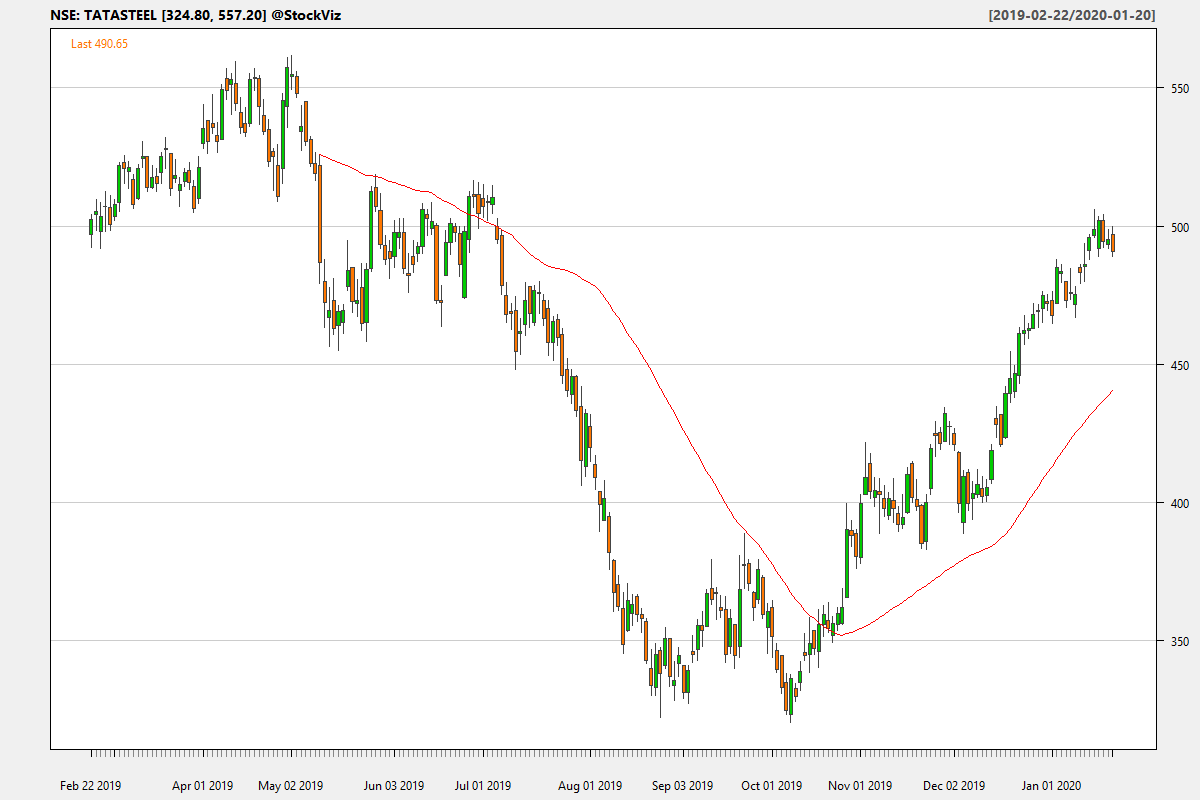 NSE: TATASTEEL [324.80, 557.20] @StockViz [2019-02-22/2020-01-20]
Last 490.65
550
500
450
400
350
Feb 22 2019 Apr 01 2019 May 02 2019 Jun 03 2019 Jul 01 2019 Aug 01 2019 Sep 03 2019 Oct 01 2019 Nov 01 2019 Dec 02 2019 Jan 01 2020